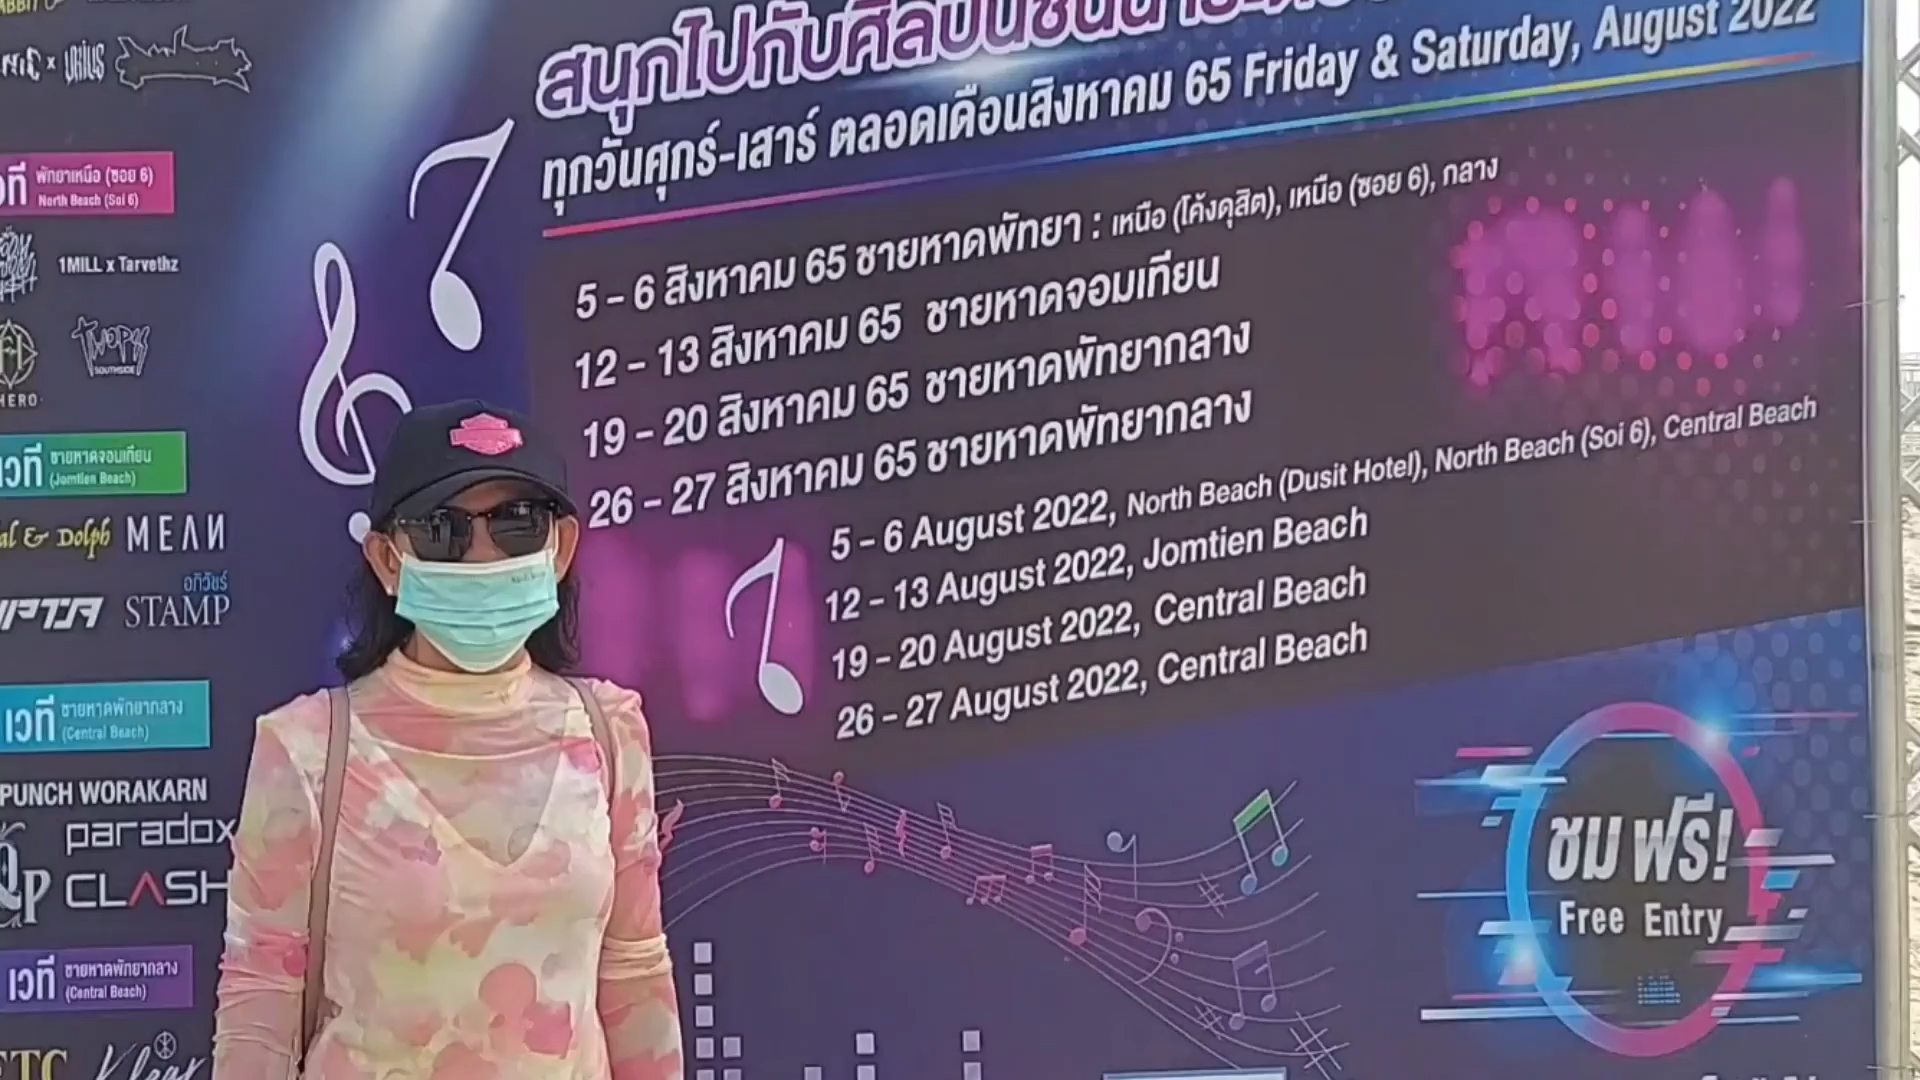 สนุกไปกับศิลปินชั้นนำ
ทุกวันศุกร์-เสาร์ ตลอดเดือนสิงหาคม 65 Friday & Saturday, August 2022
5 – 6 สิงหาคม 65 ชายหาดพัทยา : เหนือ (โค้งดุสิต), เหนือ (ซอย 6), กลาง
12 – 13 สิงหาคม 65 ชายหาดจอมเทียน
19 – 20 สิงหาคม 65 ชายหาดพัทยากลาง
26 – 27 สิงหาคม 65 ชายหาดพัทยากลาง
5 – 6 August 2022, North Beach (Dusit Hotel), North Beach (Soi 6), Central Beach
12 – 13 August 2022, Jomtien Beach
19 – 20 August 2022, Central Beach
26 – 27 August 2022, Central Beach
ชม ฟรี!
Free Entry
x URIUS
พัทยาเหนือ (ซอย 6)
North Beach (Soi 6)
1MILL x Tarvethz
TWOPEE
SOUTHSIDE
HERO
เวที ชายหาดจอมเทียน
(Jomtien Beach)
& Dolph MEAN
อภิวัชร์
STAMP
เวที ชายหาดพัทยากลาง
(Central Beach)
PUNCH WORAKARN
paradox
CLASH
เวที ชายหาดพัทยากลาง
(Central Beach)
ETC Klear